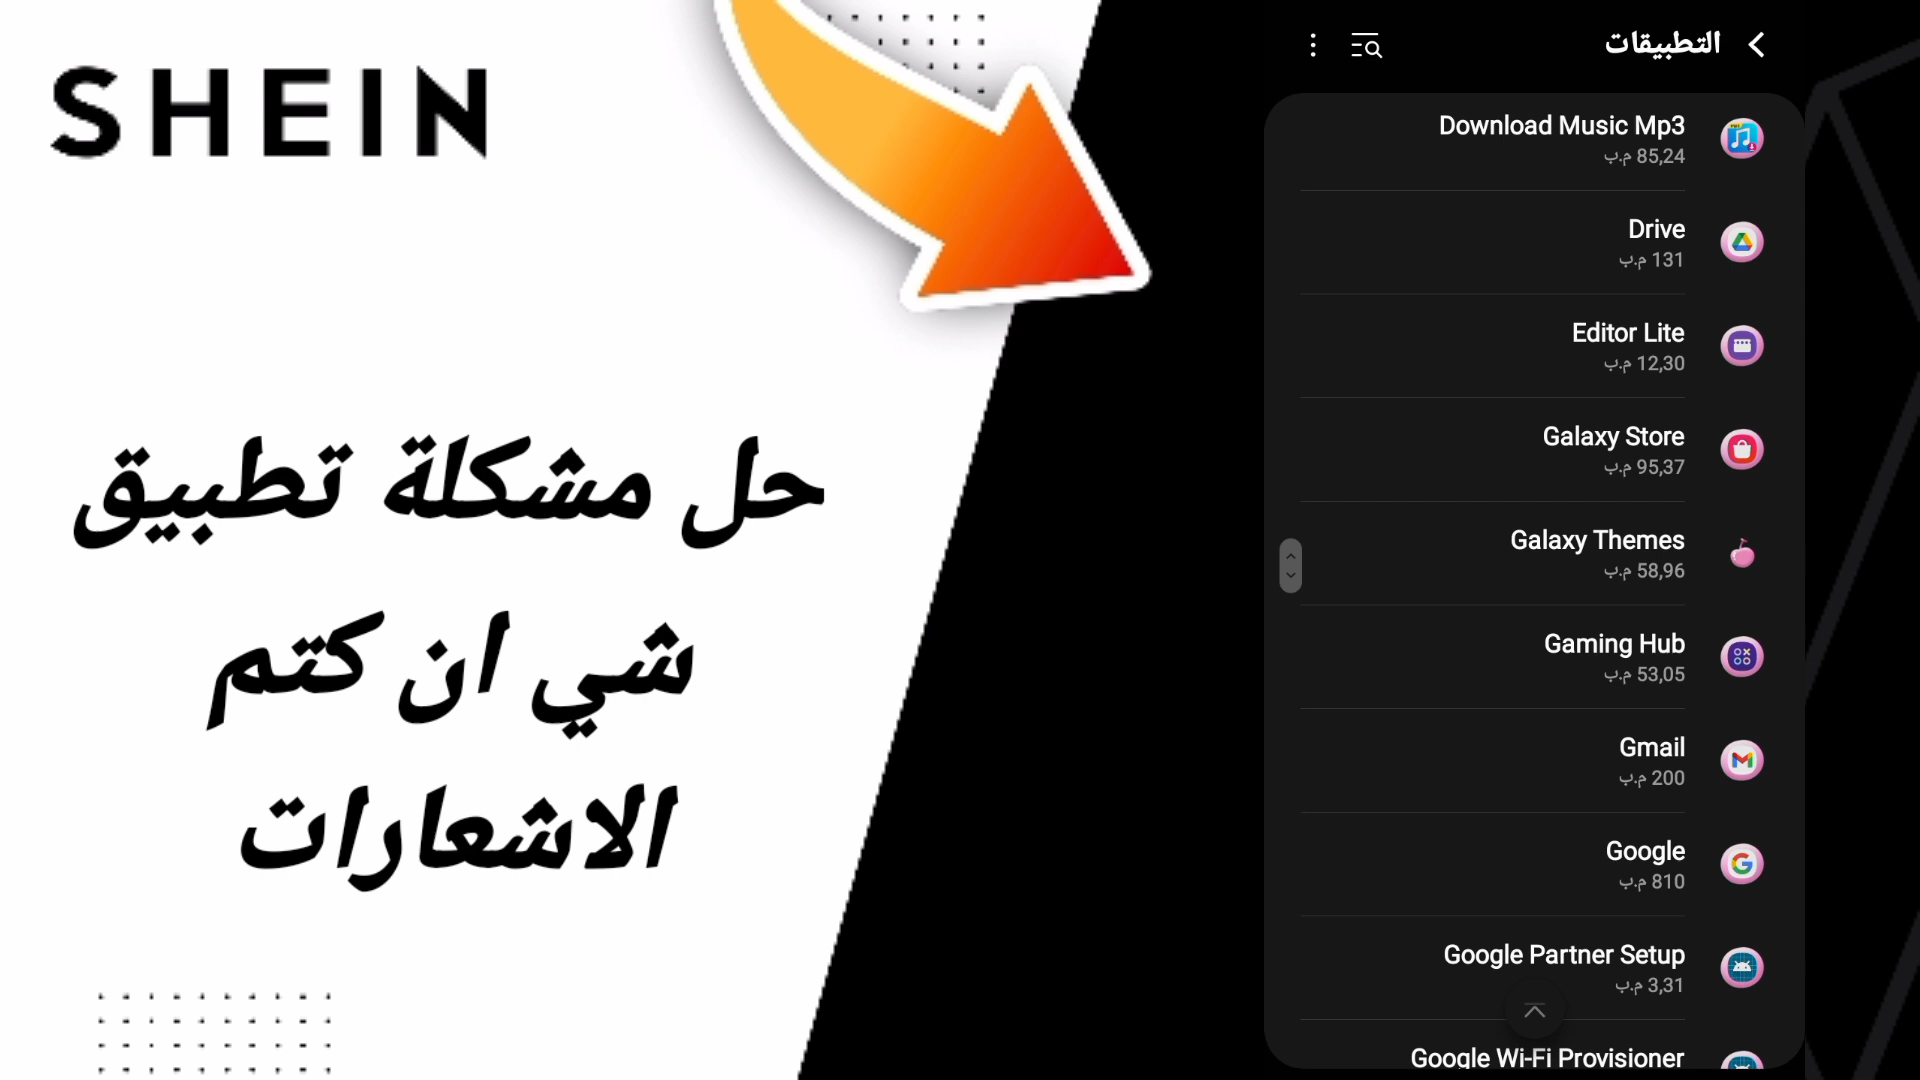 SHEIN
حل مشكلة تطبيق
شي ان كتم
الاشعارات
التطبيقات
Download Music Mp3
85,24 م.ب
Drive
131 م.ب
Editor Lite
12,30 م.ب
Galaxy Store
95,37 م.ب
Galaxy Themes
58,96 م.ب
Gaming Hub
53,05 م.ب
Gmail
200 م.ب
Google
810 م.ب
Google Partner Setup
3,31 م.ب
Google Wi-Fi Provisioner